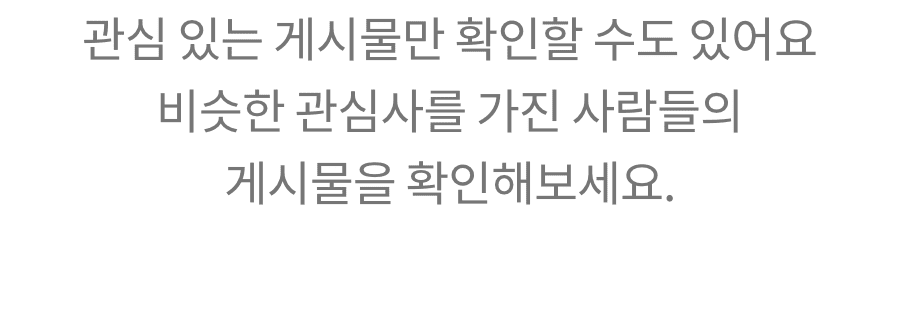 관심 있는 게시물만 확인할 수도 있어요
비슷한 관심사를 가진 사람들의
게시물을 확인해보세요.